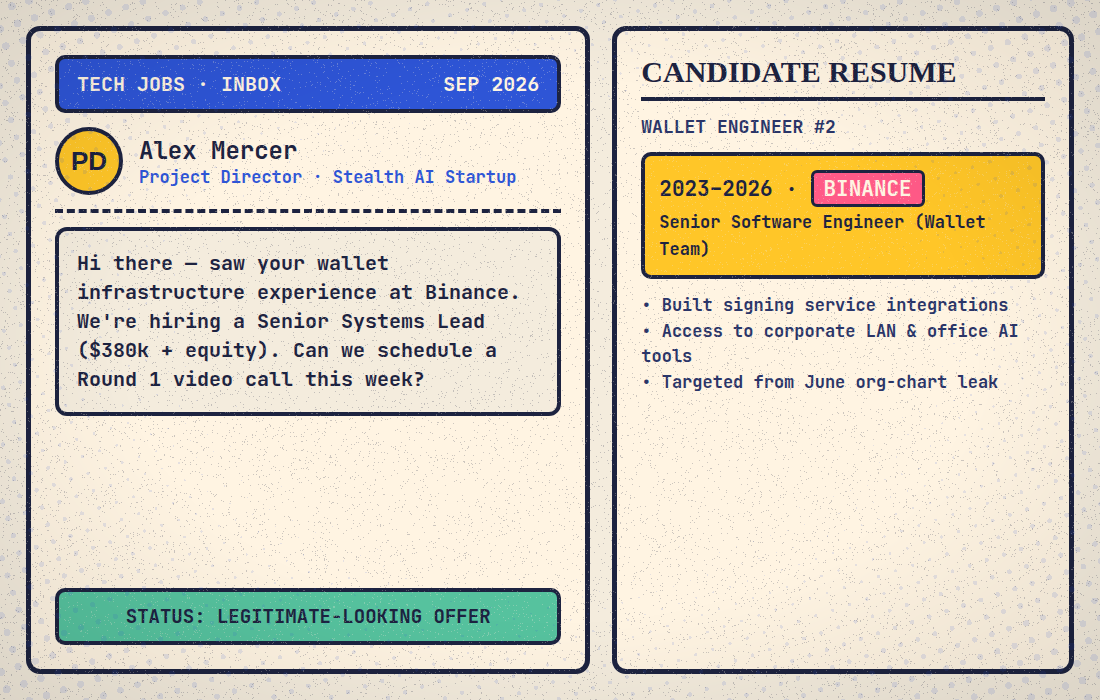 TECH JOBS · INBOX SEP 2026
PD
Alex Mercer
Project Director · Stealth AI Startup
Hi there — saw your wallet
infrastructure experience at Binance.
We're hiring a Senior Systems Lead
($380k + equity). Can we schedule a
Round 1 video call this week?
STATUS: LEGITIMATE-LOOKING OFFER
CANDIDATE RESUME
WALLET ENGINEER #2
2023–2026 · BINANCE
Senior Software Engineer (Wallet
Team)
• Built signing service integrations
• Access to corporate LAN & office AI
tools
• Targeted from June org-chart leak